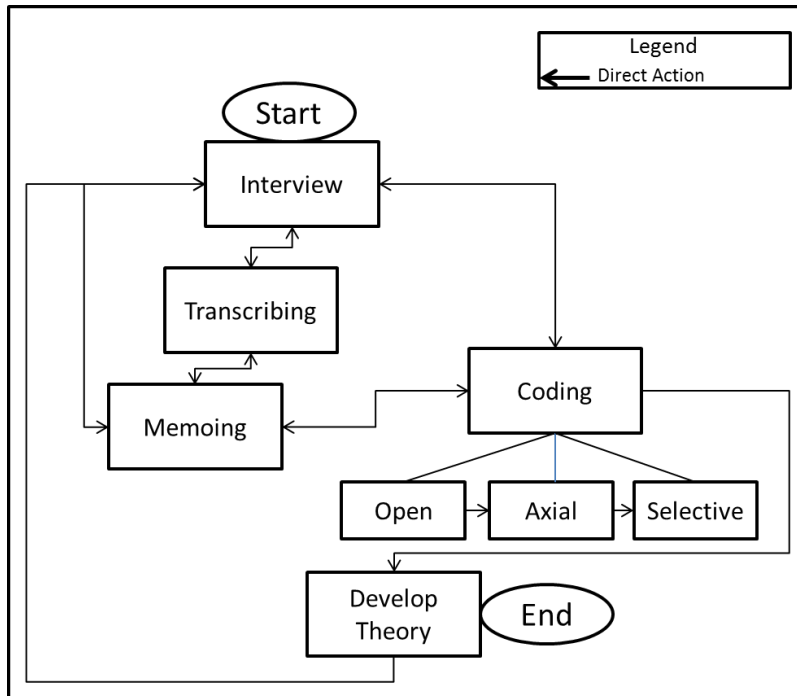 Legend
Direct Action
Start
Interview
Transcribing
Memoing
Coding
Open
Axial
Selective
Develop
Theory
End